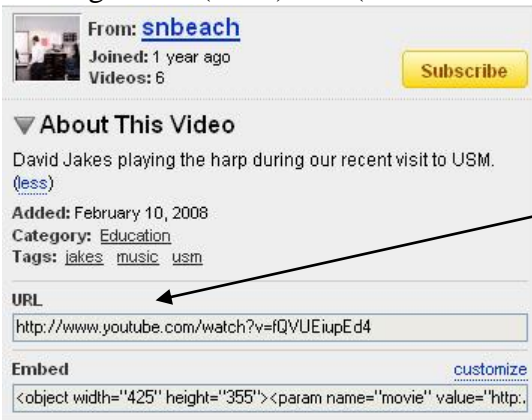 From: snbeach
Joined: 1 year ago
Videos: 6
Subscribe
About This Video
David Jakes playing the harp during our recent visit to USM.
(less)
Added: February 10, 2008
Category: Education
Tags: jakes music usm
URL
http://www.youtube.com/watch?v=fQVUEiupEd4
Embed customize
<object width="425" height="355"><param name="movie" value="http: